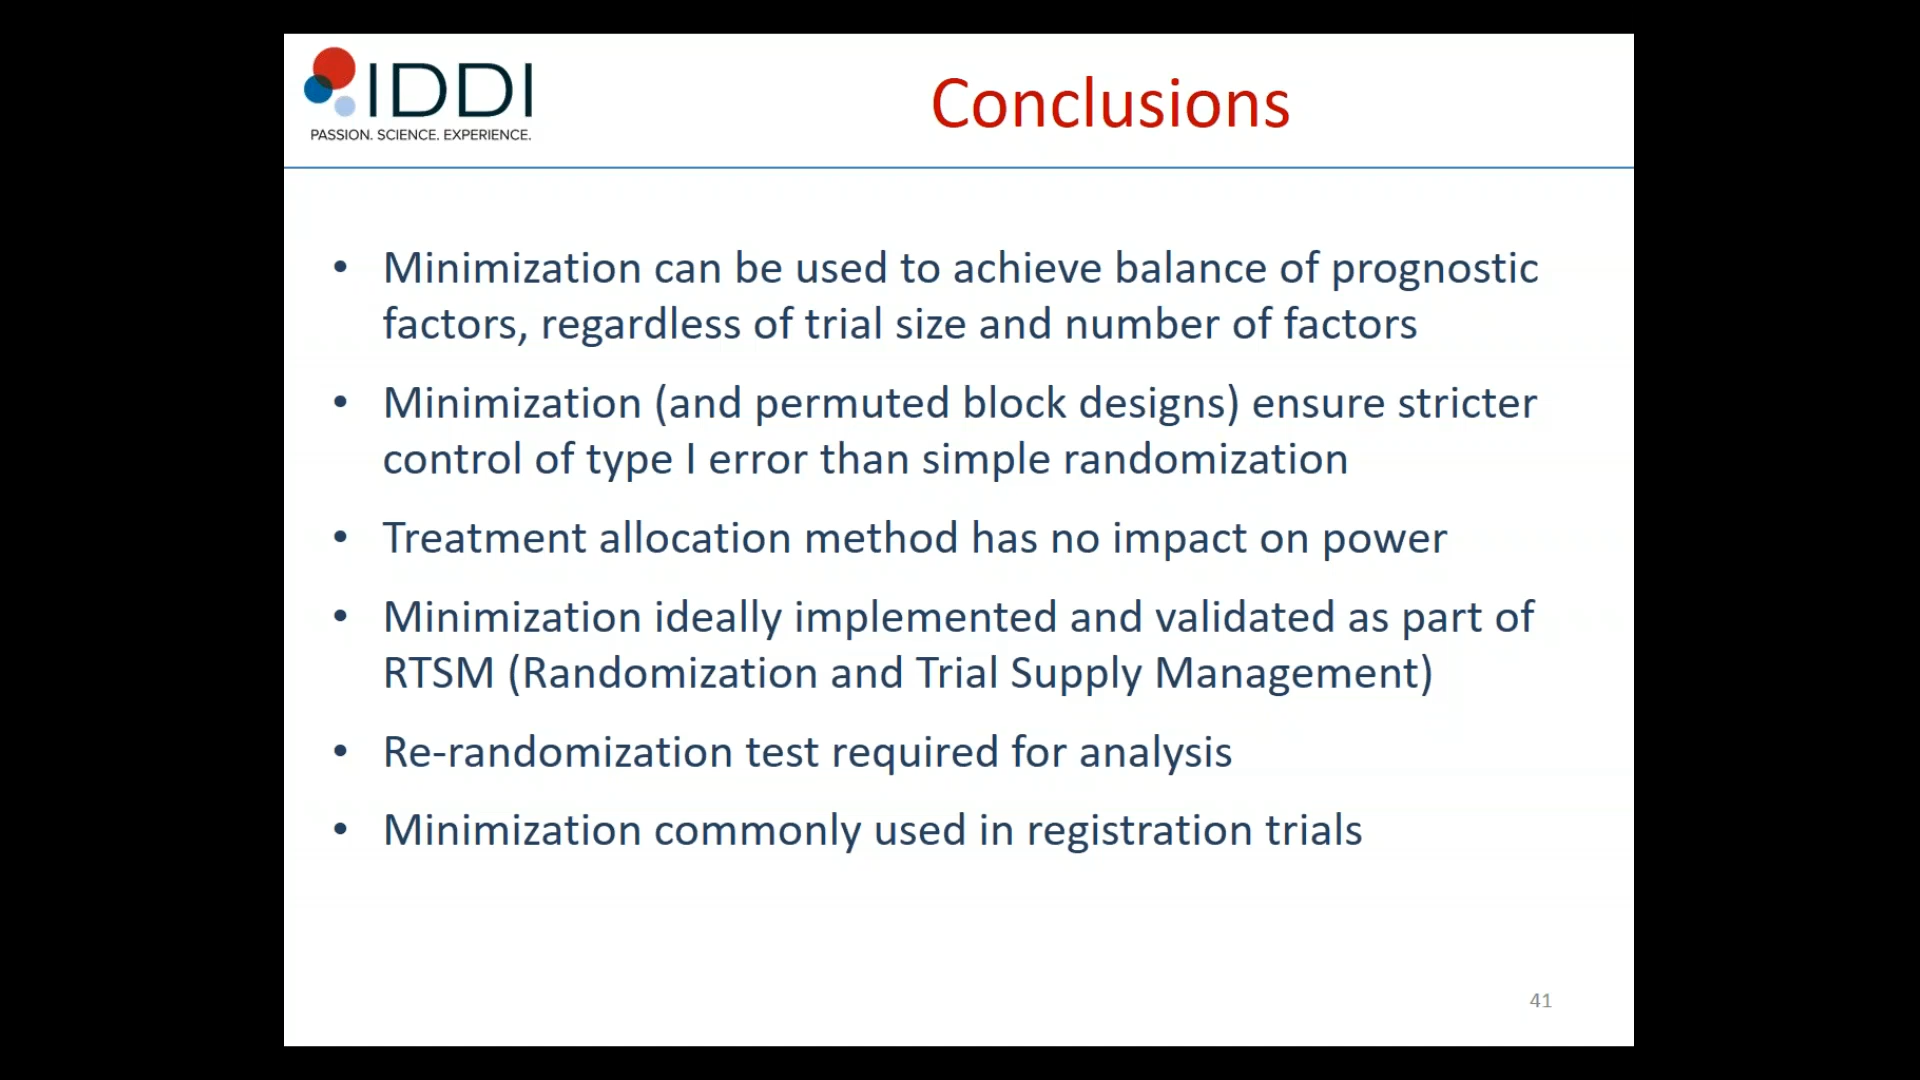 IDDI
PASSION. SCIENCE. EXPERIENCE.
Conclusions
• Minimization can be used to achieve balance of prognostic
factors, regardless of trial size and number of factors
• Minimization (and permuted block designs) ensure stricter
control of type I error than simple randomization
• Treatment allocation method has no impact on power
• Minimization ideally implemented and validated as part of
RTSM (Randomization and Trial Supply Management)
• Re-randomization test required for analysis
• Minimization commonly used in registration trials
41